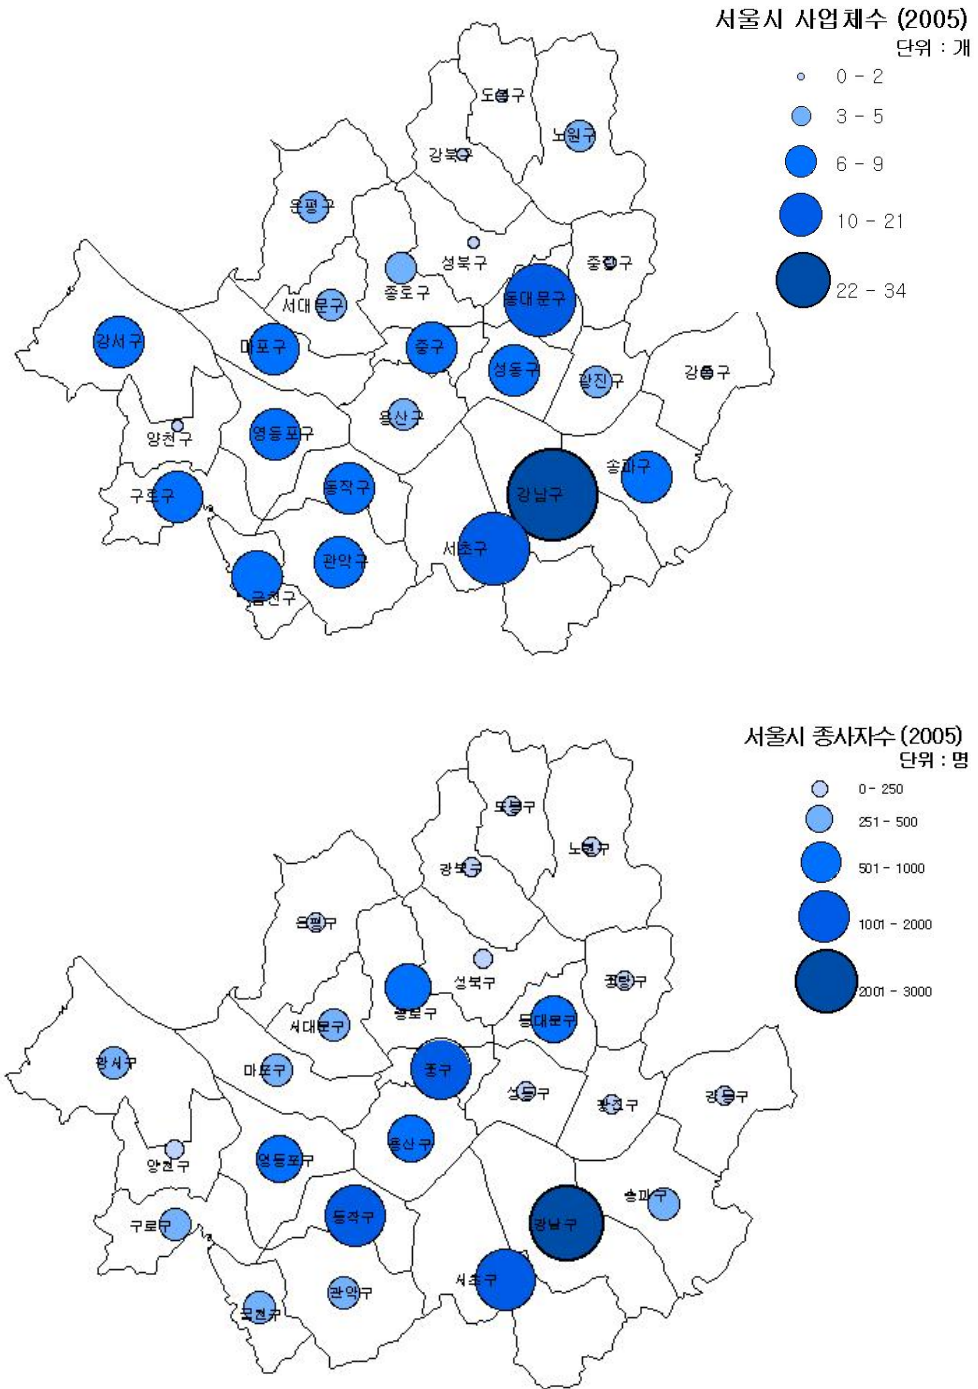 서울시 사업체수 (2005)
단위 : 개
0 - 2
3 - 5
6 - 9
10 - 21
22 - 34
도봉구
노원구
강북구
은평구
성북구
중랑구
종로구
서대문구
동대문구
강서구
마포구
중구
성동구
광진구
강동구
용산구
양천구
영등포구
송파구
구로구
동작구
강남구
서초구
관악구
금천구
서울시 종사자수 (2005)
단위 : 명
0 - 250
251 - 500
501 - 1000
1001 - 2000
2001 - 3000
도봉구
노원구
강북구
은평구
성북구
중랑구
종로구
서대문구
동대문구
강서구
마포구
중구
성동구
광진구
강동구
용산구
양천구
영등포구
송파구
구로구
동작구
강남구
서초구
관악구
금천구